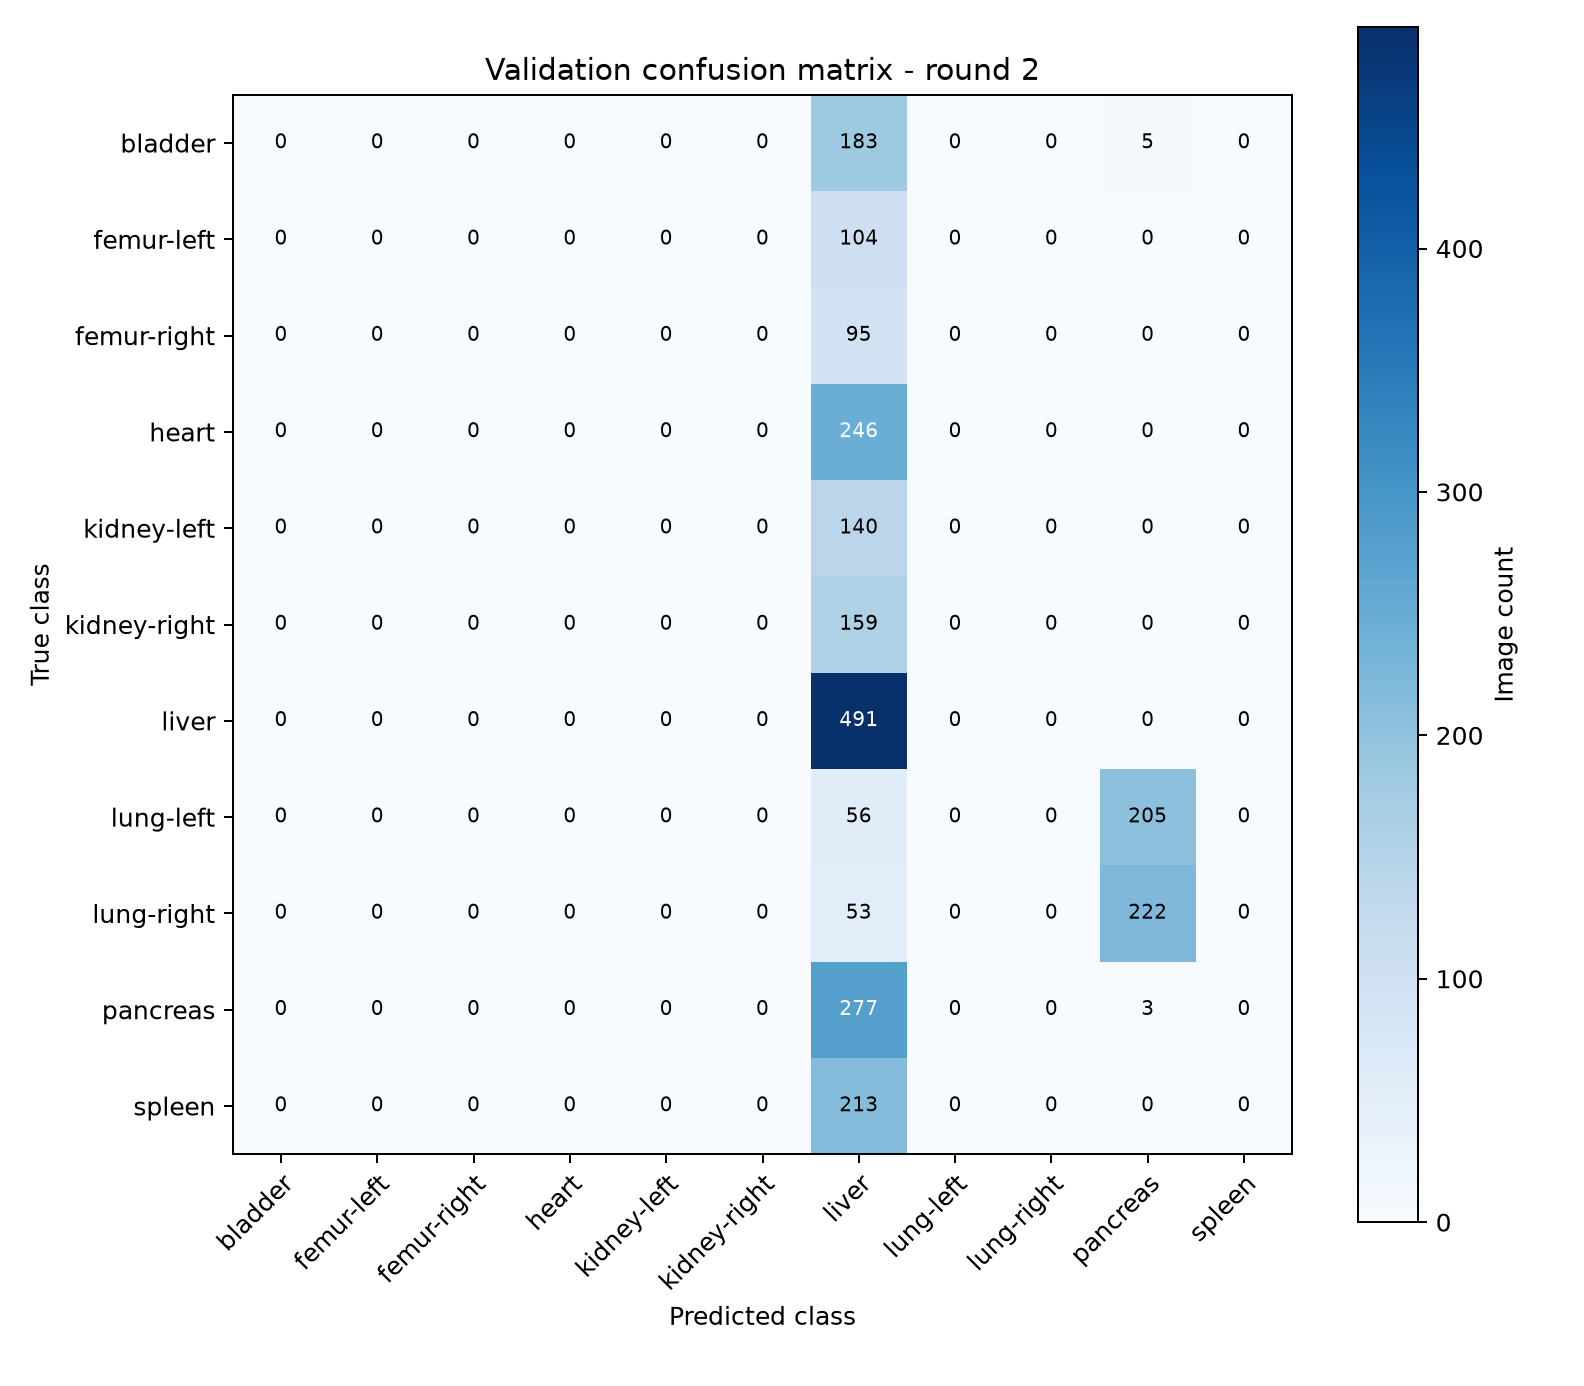 Validation confusion matrix - round 2
bladder 0 0 0 0 0 0 183 0 0 5 0
femur-left 0 0 0 0 0 0 104 0 0 0 0
femur-right 0 0 0 0 0 0 95 0 0 0 0
heart 0 0 0 0 0 0 246 0 0 0 0
kidney-left 0 0 0 0 0 0 140 0 0 0 0
kidney-right 0 0 0 0 0 0 159 0 0 0 0
liver 0 0 0 0 0 0 491 0 0 0 0
lung-left 0 0 0 0 0 0 56 0 0 205 0
lung-right 0 0 0 0 0 0 53 0 0 222 0
pancreas 0 0 0 0 0 0 277 0 0 3 0
spleen 0 0 0 0 0 0 213 0 0 0 0
True class
bladder femur-left femur-right heart kidney-left kidney-right liver lung-left lung-right pancreas spleen
Predicted class
400
300
200
100
0
Image count